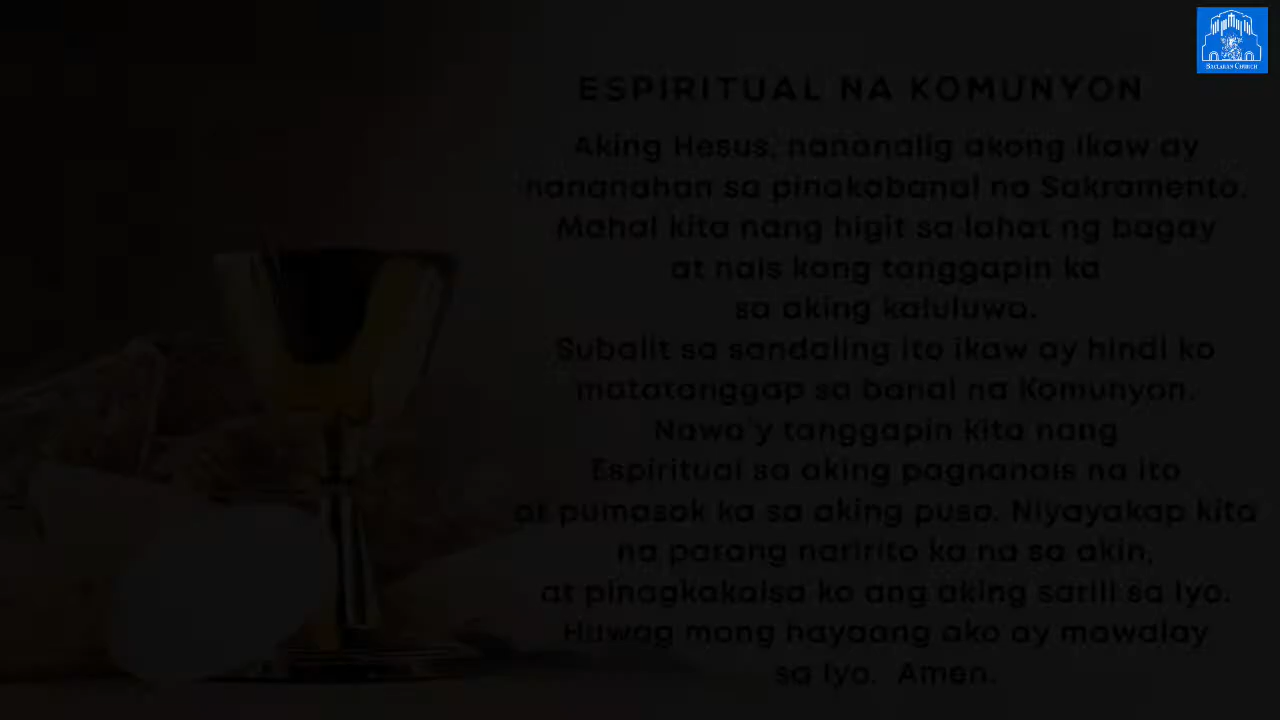 BACLARAN CHURCH
ESPIRITUAL NA KOMUNYON
Aking Hesus, nananalig akong Ikaw ay
nananahan sa pinakabanal na Sakramento.
Mahal kita nang higit sa lahat ng bagay
at nais kang tanggapin ka
sa aking kaluluwa.
Subalit sa sandaling ito ikaw ay hindi ko
matatanggap sa banal na Komunyon.
Nawa'y tanggapin kita nang
Espiritual sa aking pagnanais na ito
at pumasok ka sa aking puso. Niyayakap kita
na parang naririto ka na sa akin,
at pinagkakaisa ko ang aking sarili sa Iyo.
Huwag mong hayaang ako ay mawalay
sa Iyo. Amen.